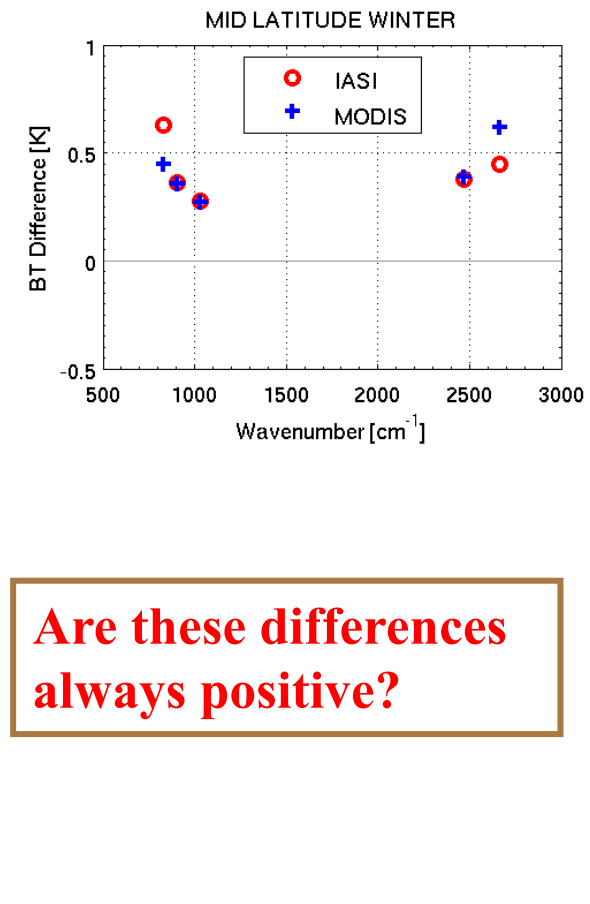 MID LATITUDE WINTER
1
IASI
MODIS
0.5
0
-0.5
BT Difference [K]
500 1000 1500 2000 2500 3000
Wavenumber [cm-1]
Are these differences
always positive?